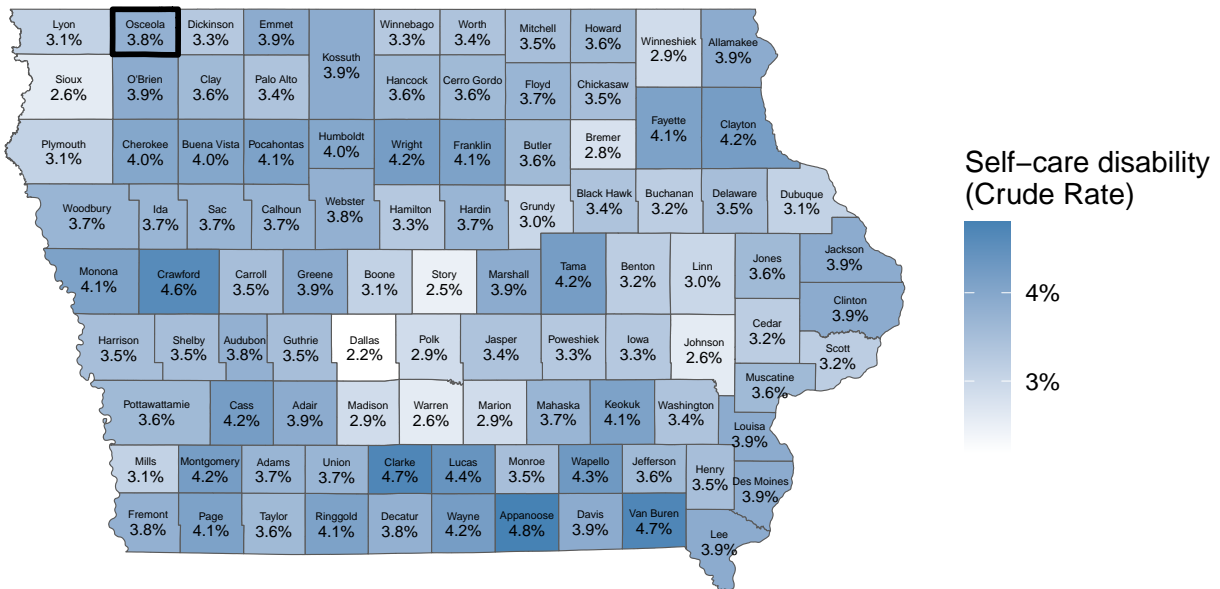 Lyon
3.1%
Osceola
3.8%
Dickinson
3.3%
Emmet
3.9%
Kossuth
3.9%
Winnebago
3.3%
Worth
3.4%
Mitchell
3.5%
Howard
3.6%
Winneshiek
2.9%
Allamakee
3.9%
Sioux
2.6%
O'Brien
3.9%
Clay
3.6%
Palo Alto
3.4%
Hancock
3.6%
Cerro Gordo
3.6%
Floyd
3.7%
Chickasaw
3.5%
Fayette
4.1%
Clayton
4.2%
Plymouth
3.1%
Cherokee
4.0%
Buena Vista
4.0%
Pocahontas
4.1%
Humboldt
4.0%
Wright
4.2%
Franklin
4.1%
Butler
3.6%
Bremer
2.8%
Woodbury
3.7%
Ida
3.7%
Sac
3.7%
Calhoun
3.7%
Webster
3.8%
Hamilton
3.3%
Hardin
3.7%
Grundy
3.0%
Black Hawk
3.4%
Buchanan
3.2%
Delaware
3.5%
Dubuque
3.1%
Monona
4.1%
Crawford
4.6%
Carroll
3.5%
Greene
3.9%
Boone
3.1%
Story
2.5%
Marshall
3.9%
Tama
4.2%
Benton
3.2%
Linn
3.0%
Jones
3.6%
Jackson
3.9%
Clinton
3.9%
Harrison
3.5%
Shelby
3.5%
Audubon
3.8%
Guthrie
3.5%
Dallas
2.2%
Polk
2.9%
Jasper
3.4%
Poweshiek
3.3%
Iowa
3.3%
Johnson
2.6%
Cedar
3.2%
Scott
3.2%
Muscatine
3.6%
Pottawattamie
3.6%
Cass
4.2%
Adair
3.9%
Madison
2.9%
Warren
2.6%
Marion
2.9%
Mahaska
3.7%
Keokuk
4.1%
Washington
3.4%
Louisa
3.9%
Mills
3.1%
Montgomery
4.2%
Adams
3.7%
Union
3.7%
Clarke
4.7%
Lucas
4.4%
Monroe
3.5%
Wapello
4.3%
Jefferson
3.6%
Henry
3.5%
Des Moines
3.9%
Fremont
3.8%
Page
4.1%
Taylor
3.6%
Ringgold
4.1%
Decatur
3.8%
Wayne
4.2%
Appanoose
4.8%
Davis
3.9%
Van Buren
4.7%
Lee
3.9%
Self−care disability
(Crude Rate)
4%
3%